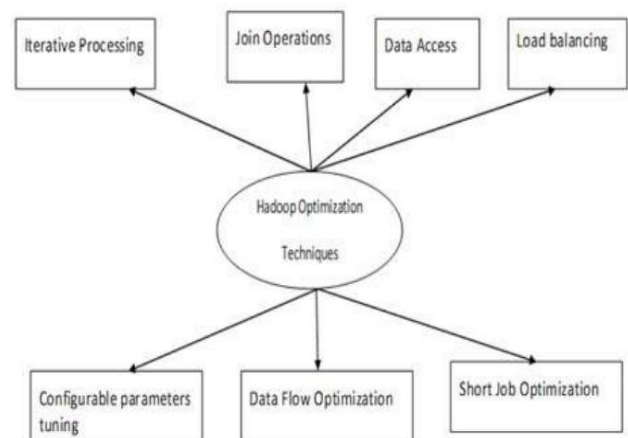 Iterative Processing
Join Operations
Data Access
Load balancing
Hadoop Optimization
Techniques
Configurable parameters
tuning
Data Flow Optimization
Short Job Optimization